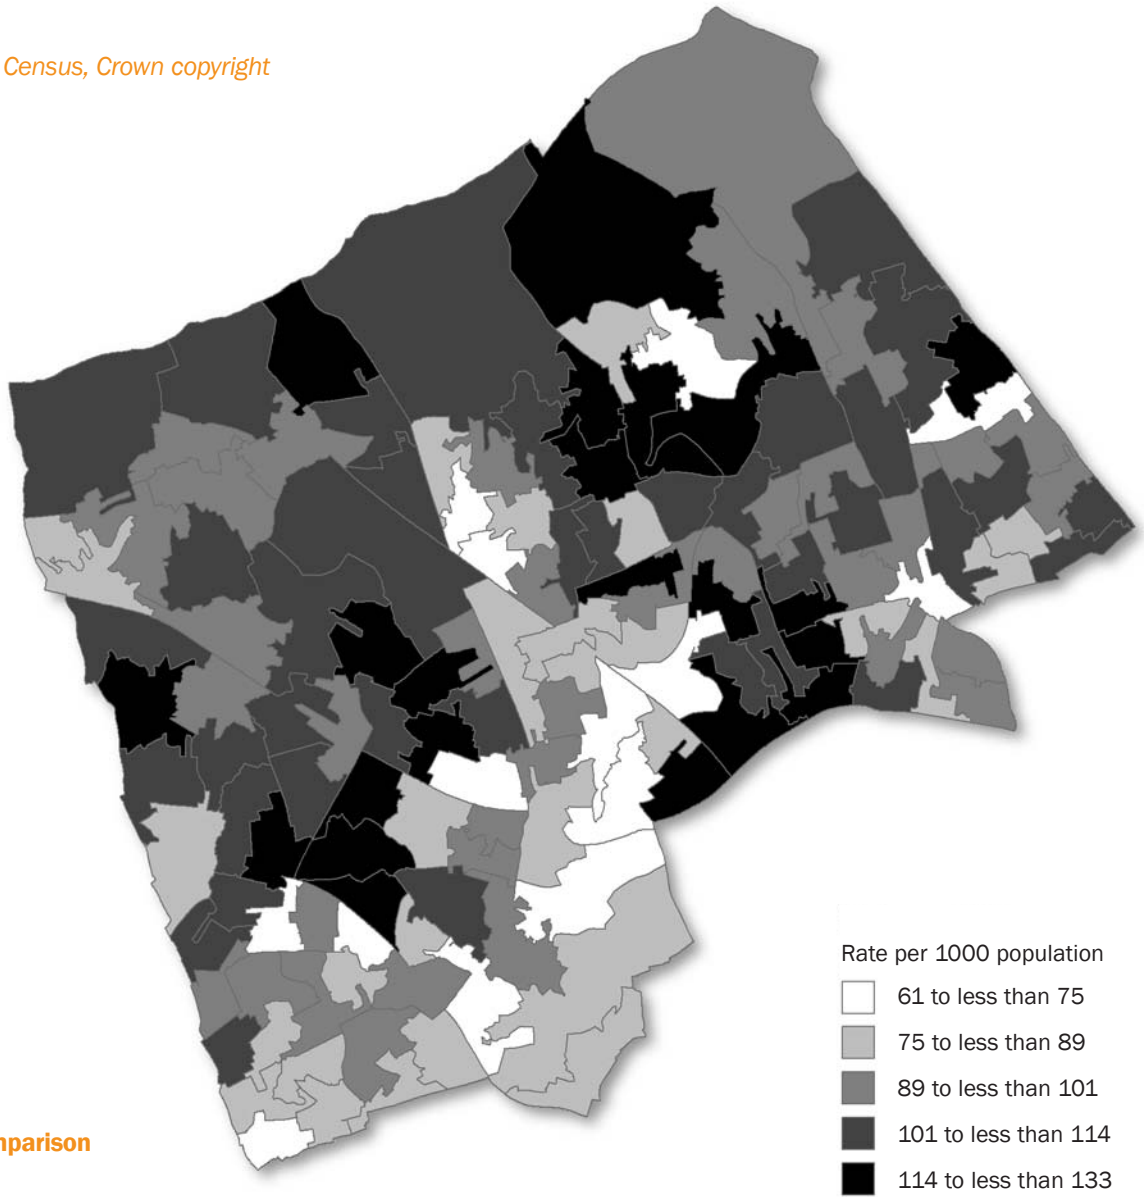 Census, Crown copyright
Rate per 1000 population
61 to less than 75
75 to less than 89
89 to less than 101
101 to less than 114
114 to less than 133
nparison